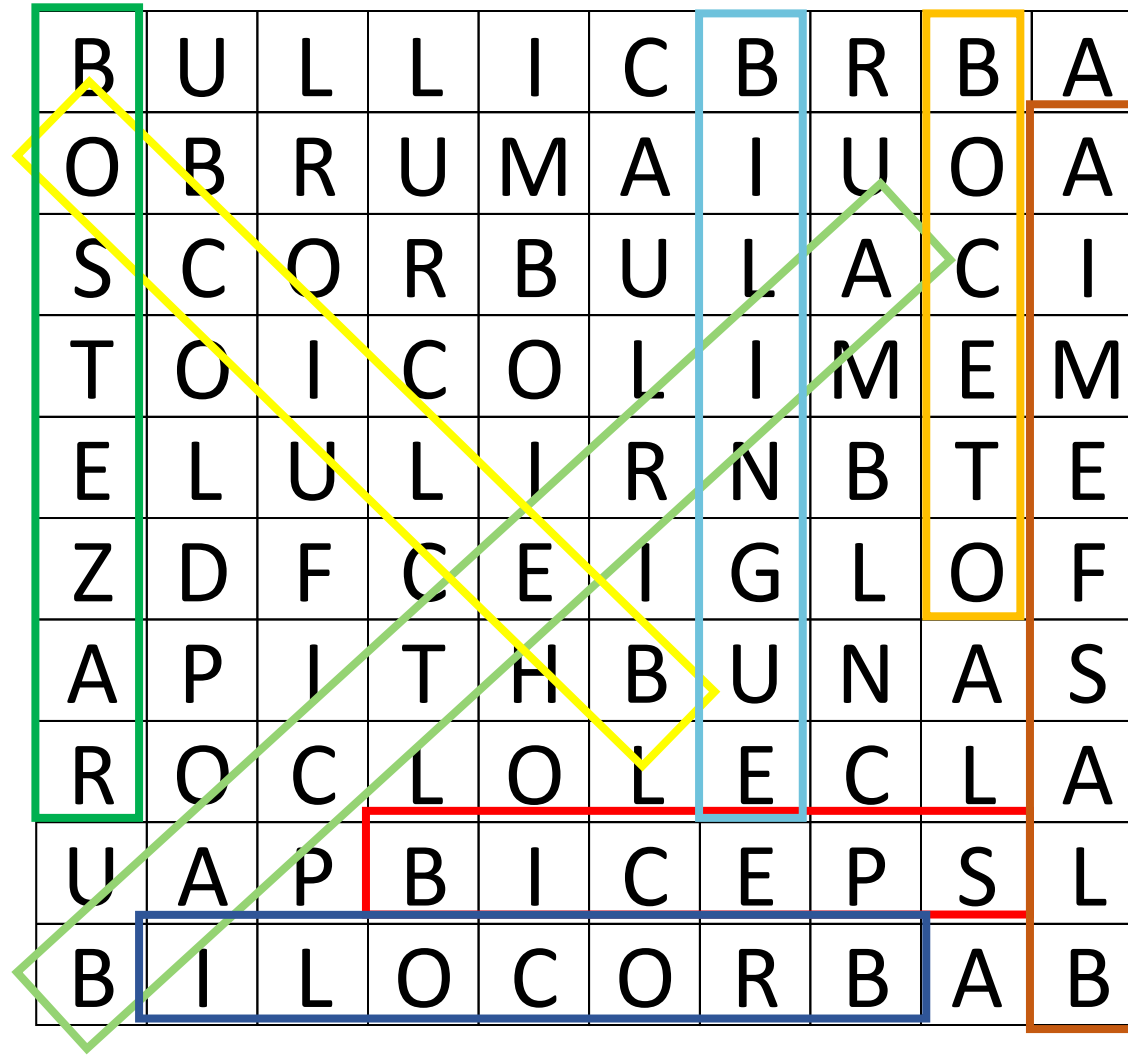 B U L L I C B R B A
O B R U M A I U O A
S C O R B U L A C I
T O I C O L I M E M
E L U L I R N B T E
Z D F C E I G L O F
A P I T H B U N A S
R O C L O L E C L A
U A P B I C E P S L
B I L O C O R B A B